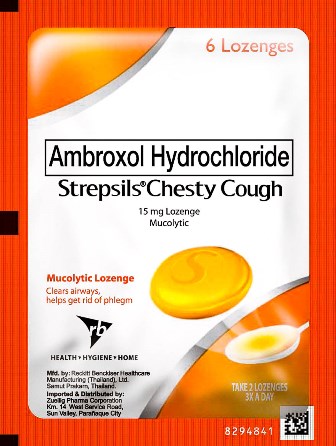 6 Lozenges
Ambroxol Hydrochloride
Strepsils®Chesty Cough
15 mg Lozenge
Mucolytic
Mucolytic Lozenge
Clears airways,
helps get rid of phlegm
S
rb
HEALTH • HYGIENE • HOME
Mfd. by: Reckitt Benckiser Healthcare
Manufacturing (Thailand), Ltd.
Samut Prakarn, Thailand.
Imported & Distributed by:
Zuellig Pharma Corporation
Km. 14 West Service Road,
Sun Valley, Parañaque City
TAKE 2 LOZENGES
3X A DAY
8294841